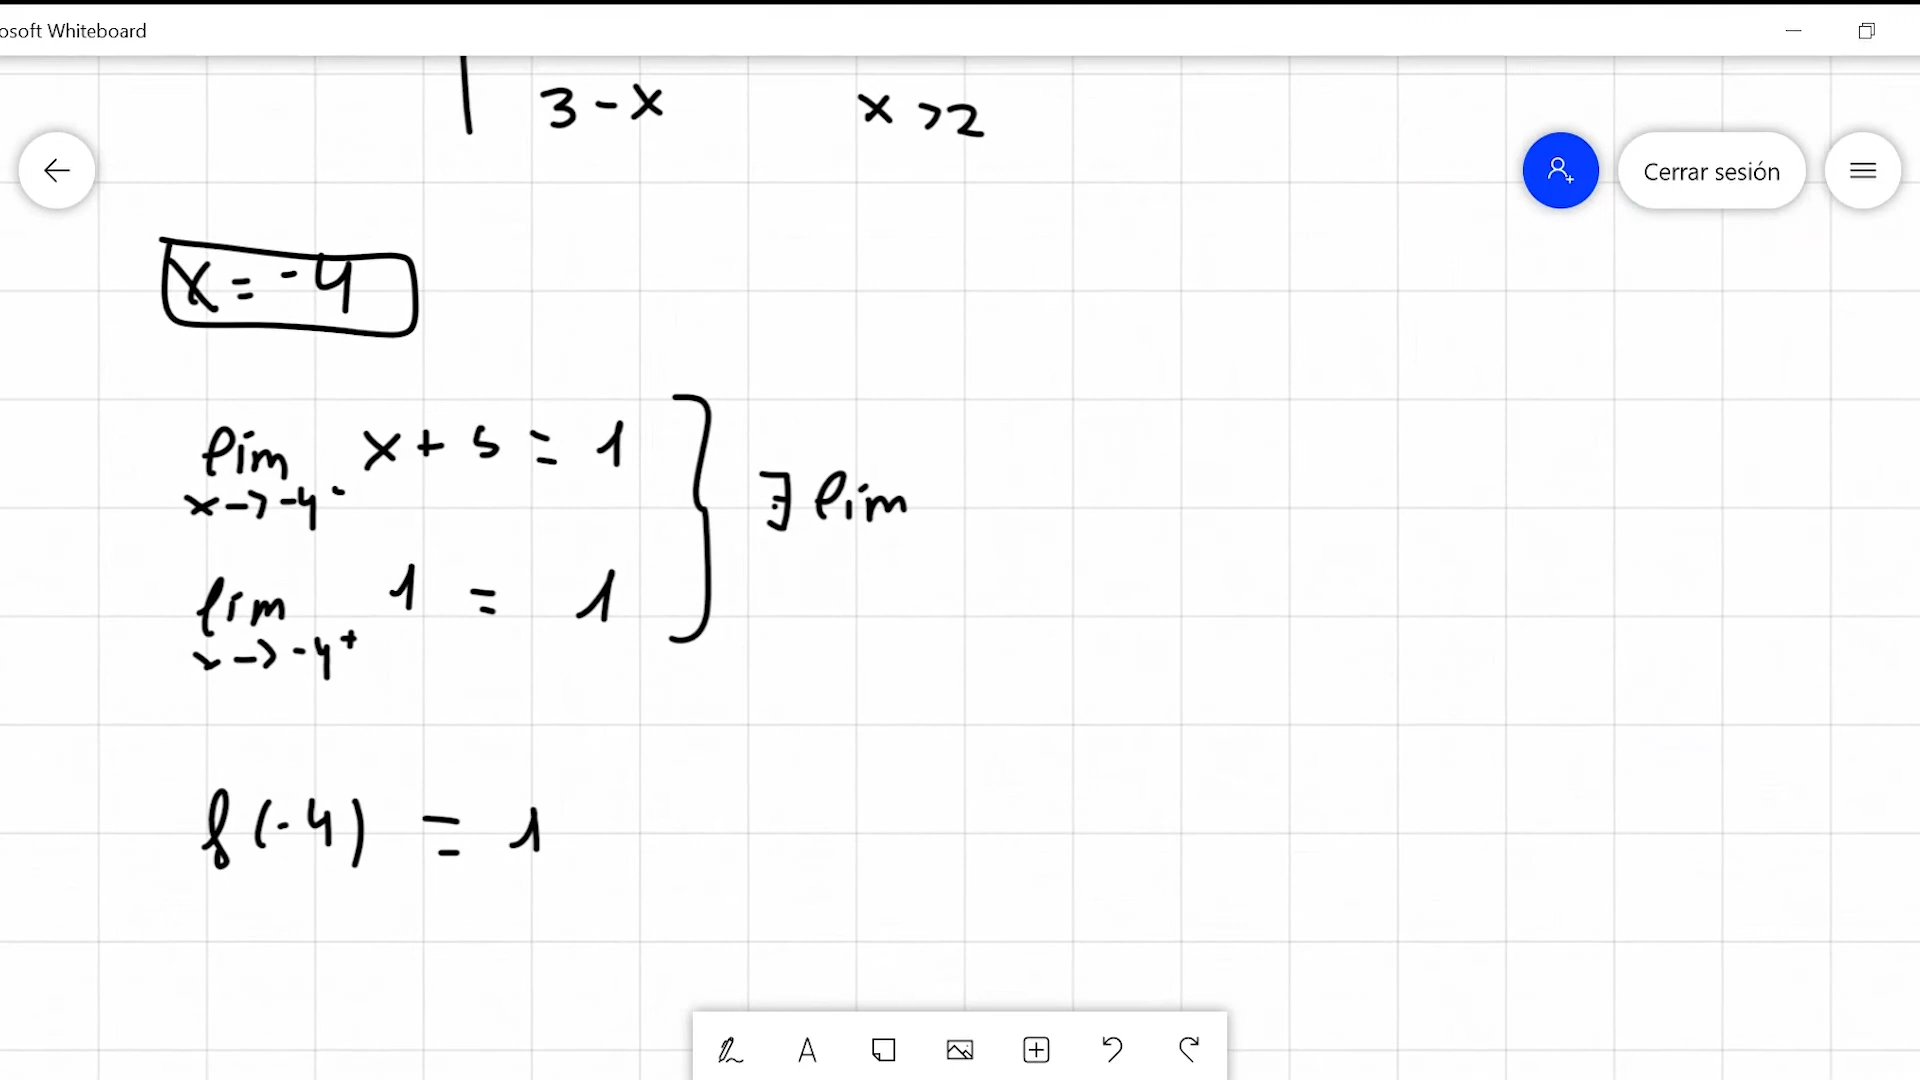 osoft Whiteboard
3 - x x > 2
Cerrar sesión
x = -4
lim x + 5 = 1
x -> -4⁻
∃ lim
lim 1 = 1
x -> -4⁺
f(-4) = 1